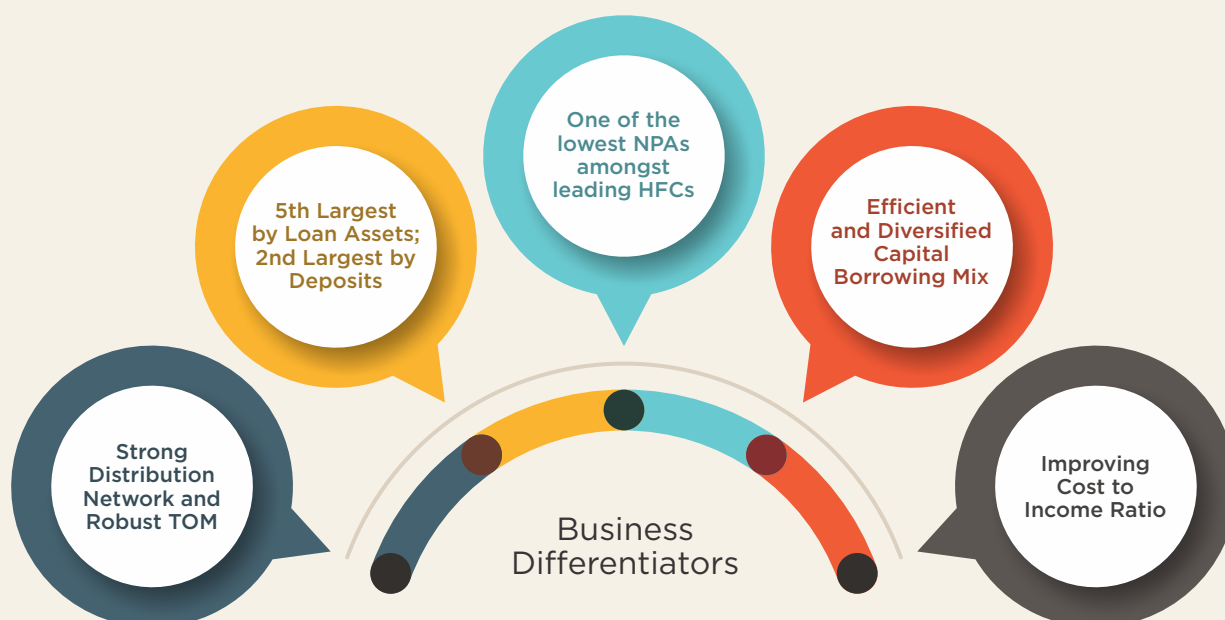 Strong
Distribution
Network and
Robust TOM
5th Largest
by Loan Assets;
2nd Largest by
Deposits
One of the
lowest NPAs
amongst
leading HFCs
Efficient
and Diversified
Capital
Borrowing Mix
Improving
Cost to
Income Ratio
Business
Differentiators